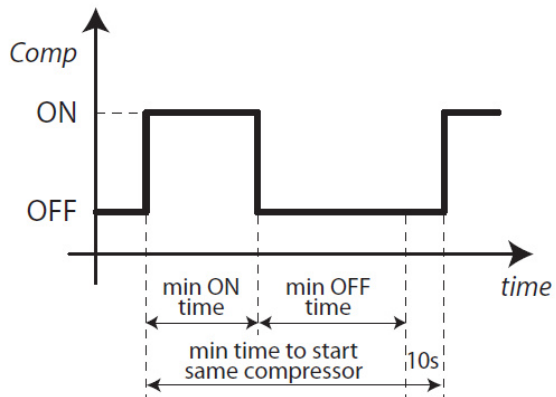 Comp
ON
OFF
time
min ON
time
min OFF
time
min time to start
same compressor
10s